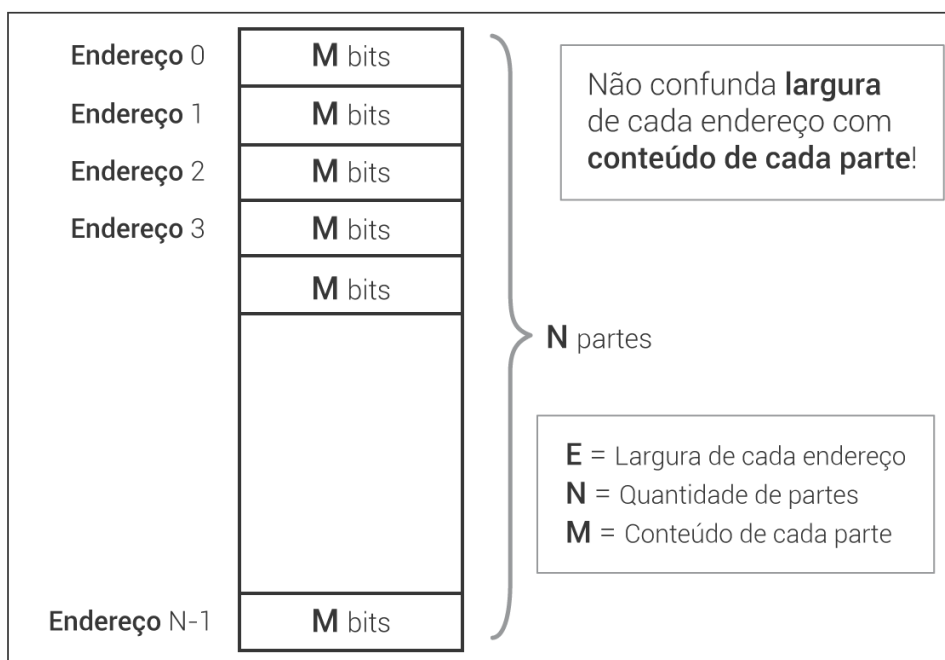 Endereço 0 M bits
Endereço 1 M bits
Endereço 2 M bits
Endereço 3 M bits
M bits
Endereço N-1 M bits
N partes
Não confunda largura
de cada endereço com
conteúdo de cada parte!
E = Largura de cada endereço
N = Quantidade de partes
M = Conteúdo de cada parte